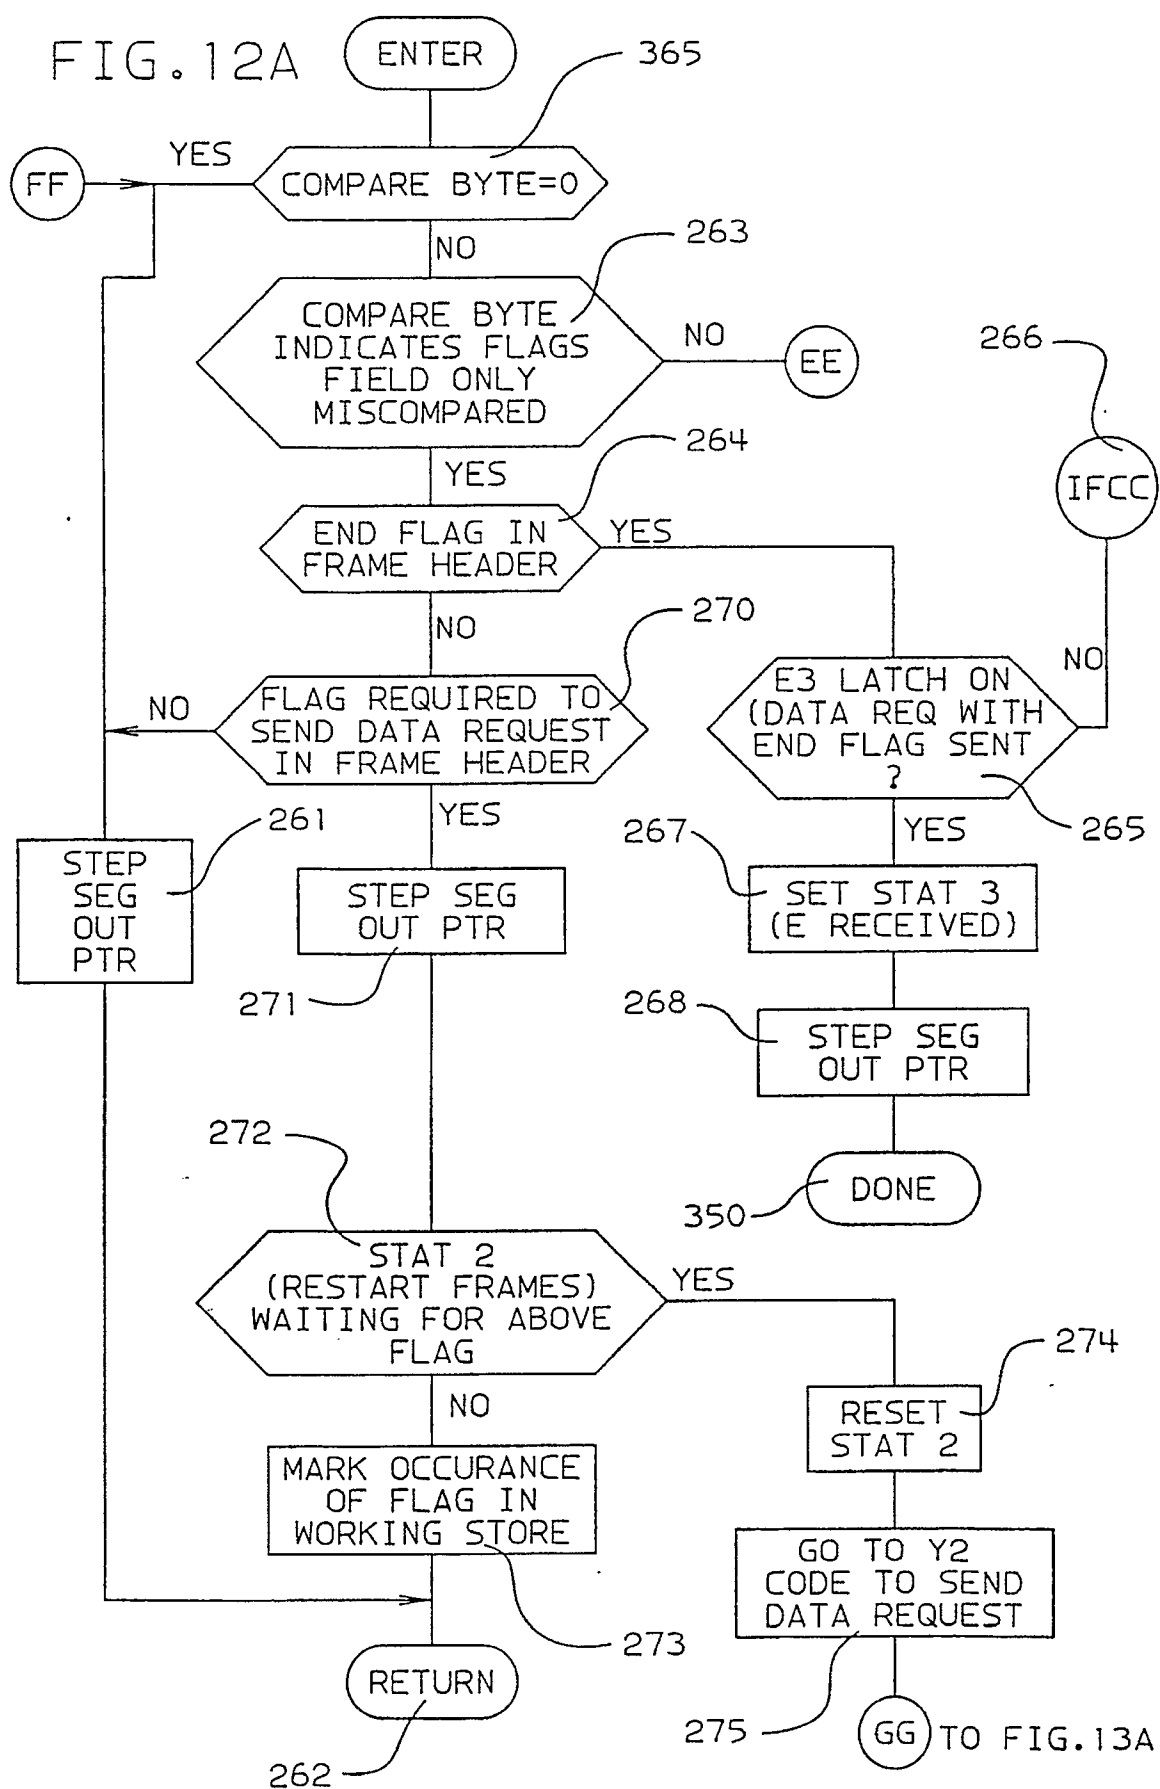 FIG.12A
ENTER
365
FF
YES
COMPARE BYTE=0
NO
263
COMPARE BYTE
INDICATES FLAGS
FIELD ONLY
MISCOMPARED
NO
EE
266
IFCC
YES
264
END FLAG IN
FRAME HEADER
YES
NO
270
FLAG REQUIRED TO
SEND DATA REQUEST
IN FRAME HEADER
NO
E3 LATCH ON
(DATA REQ WITH
END FLAG SENT
?
NO
265
YES
YES
261
STEP
SEG
OUT
PTR
STEP SEG
OUT PTR
271
267
SET STAT 3
(E RECEIVED)
268
STEP SEG
OUT PTR
350
DONE
272
STAT 2
(RESTART FRAMES)
WAITING FOR ABOVE
FLAG
YES
NO
274
RESET
STAT 2
MARK OCCURANCE
OF FLAG IN
WORKING STORE
273
GO TO Y2
CODE TO SEND
DATA REQUEST
275
RETURN
262
GG
TO FIG.13A